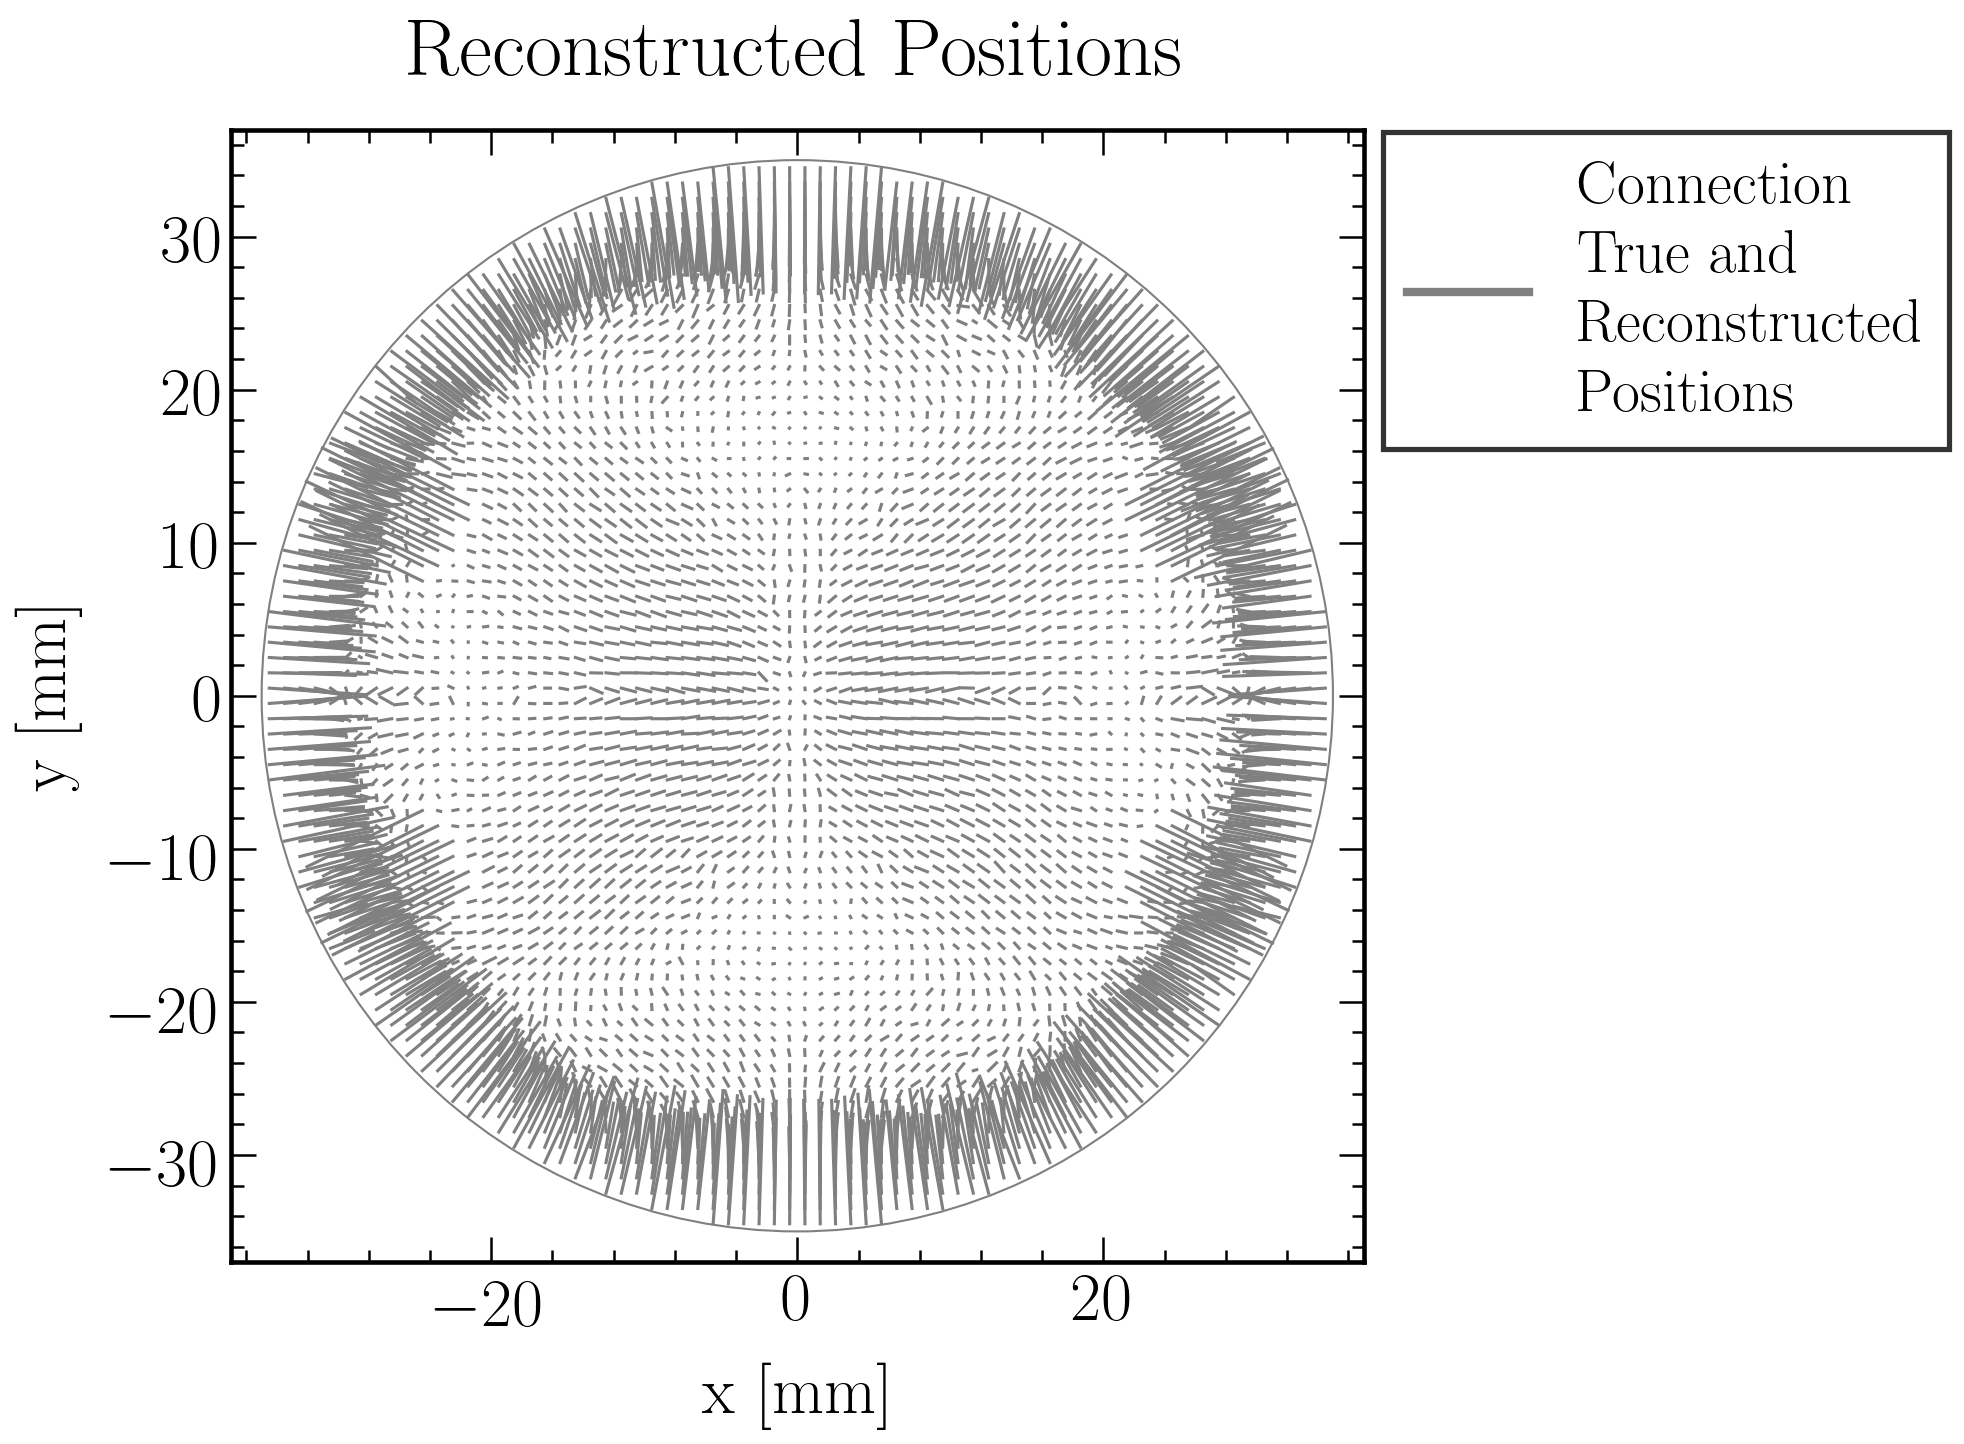 Reconstructed Positions
Connection
True and
Reconstructed
Positions
30
20
10
0
−10
−20
−30
y [mm]
−20
0
20
x [mm]